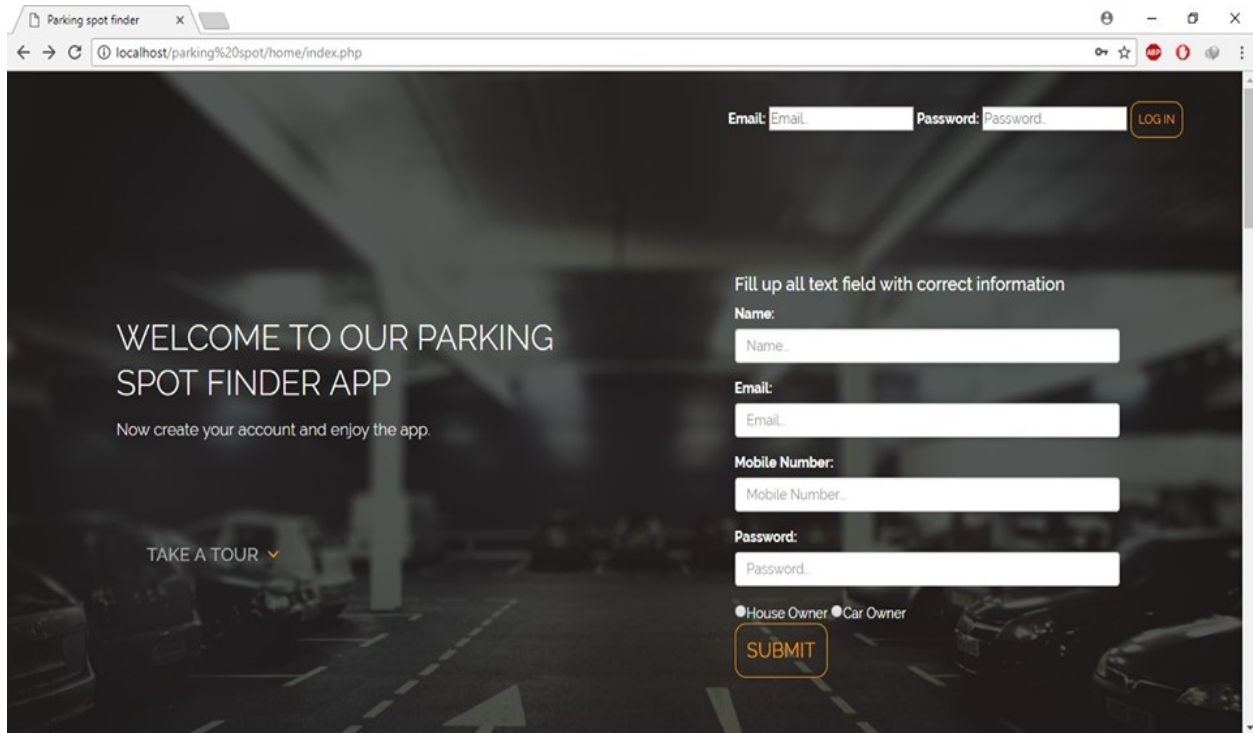 Parking spot finder
localhost/parking%20spot/home/index.php
ABP
Email: Email.. Password: Password.. LOG IN
WELCOME TO OUR PARKING
SPOT FINDER APP
Now create your account and enjoy the app.
TAKE A TOUR
Fill up all text field with correct information
Name:
Name..
Email:
Email..
Mobile Number:
Mobile Number..
Password:
Password..
House Owner Car Owner
SUBMIT